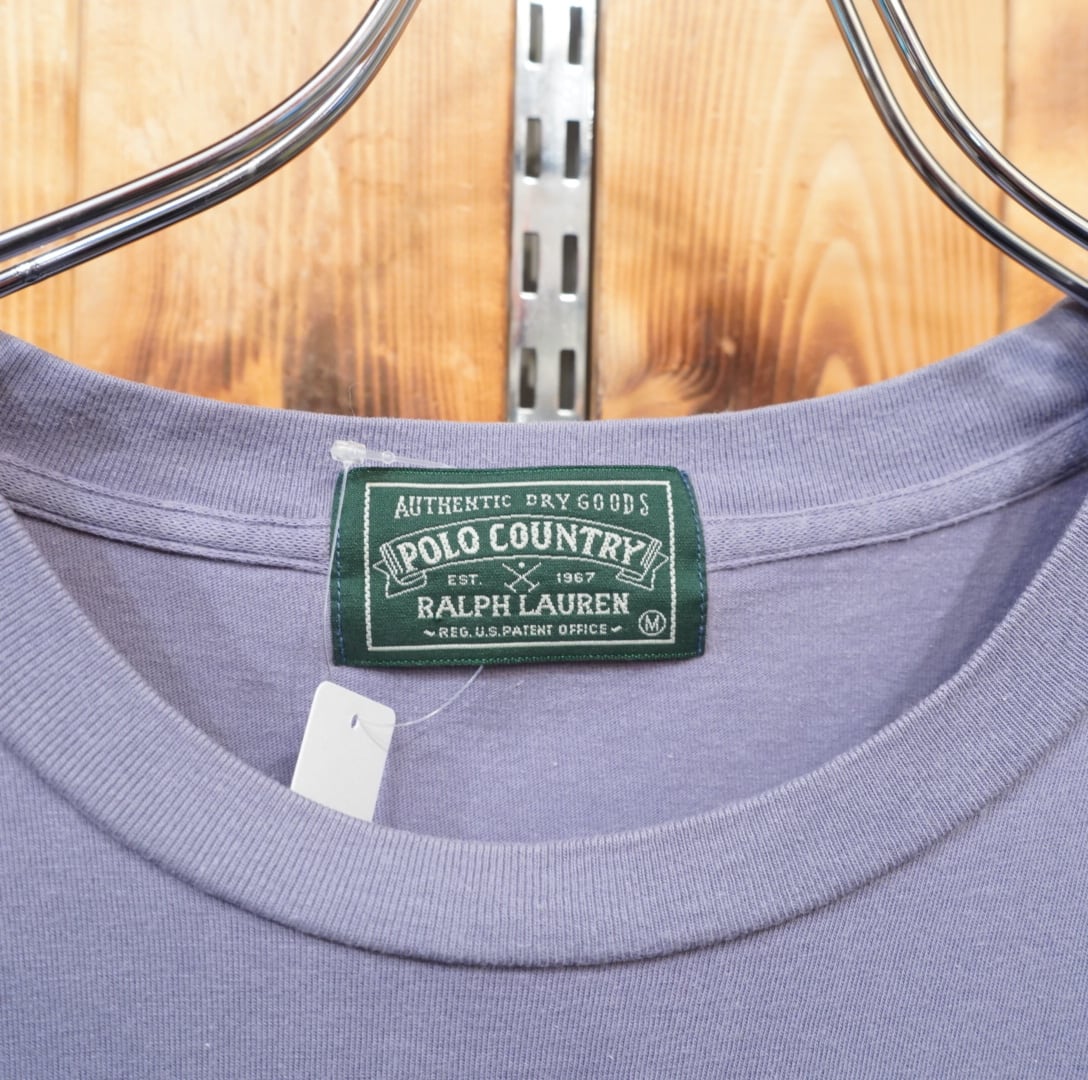 AUTHENTIC DRY GOODS
POLO COUNTRY
EST. 1967
RALPH LAUREN
REG. U.S. PATENT OFFICE M